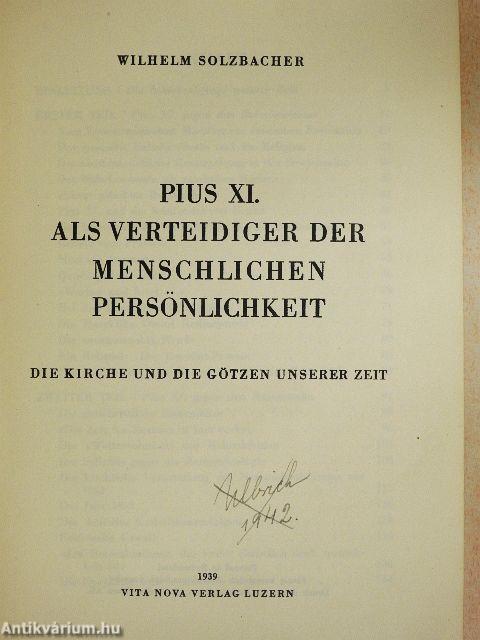 WILHELM SOLZBACHER
PIUS XI.
ALS VERTEIDIGER DER
MENSCHLICHEN
PERSÖNLICHKEIT
DIE KIRCHE UND DIE GÖTZEN UNSERER ZEIT
Ullrich
1942.
1939
VITA NOVA VERLAG LUZERN
Antikvárium.hu